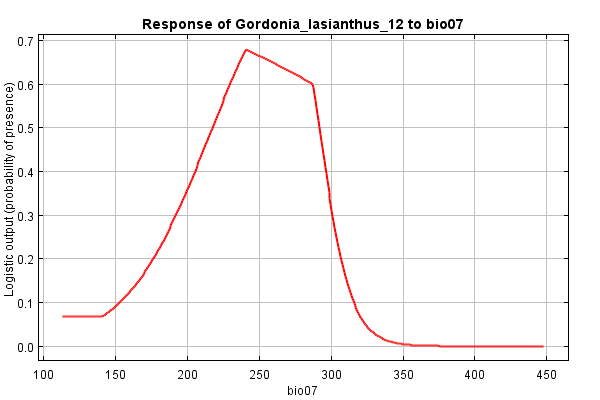 Response of Gordonia_lasianthus_12 to bio07
Logistic output (probability of presence)
0.7
0.6
0.5
0.4
0.3
0.2
0.1
0.0
100 150 200 250 300 350 400 450
bio07